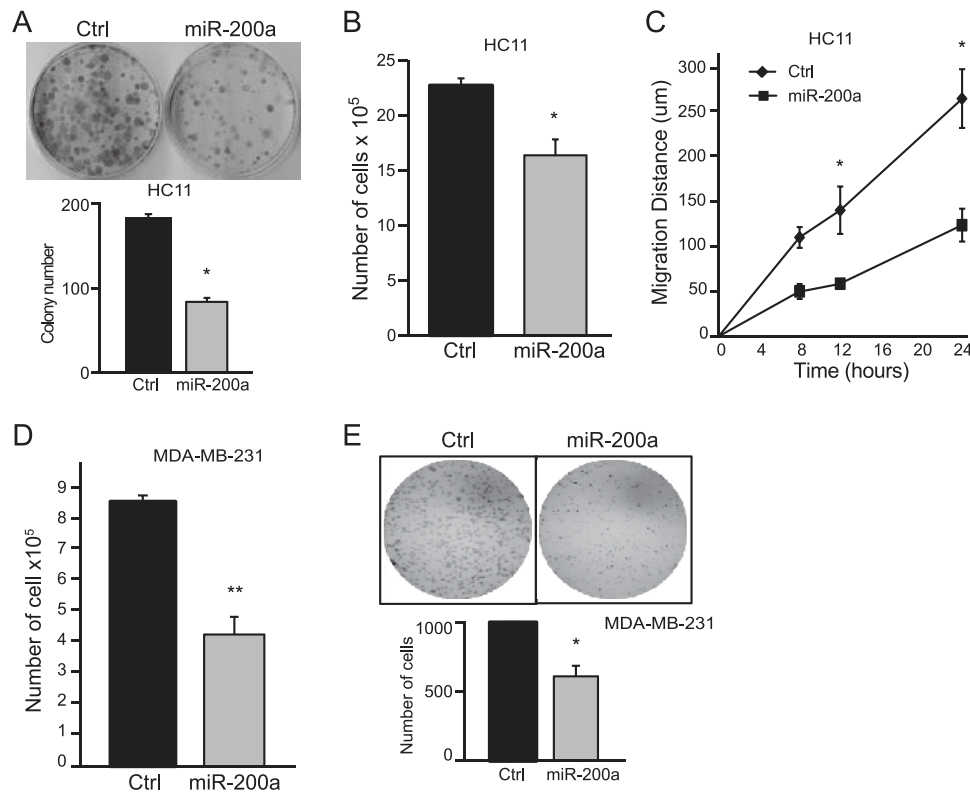 A
Ctrl miR-200a
HC11
200
100
0
Colony number
Ctrl miR-200a
B
HC11
25
20
15
10
5
0
Number of cells x 10⁵
*
Ctrl miR-200a
*
C
HC11
300
250
200
150
100
50
0
Migration Distance (um)
Ctrl
miR-200a
*
*
0 4 8 12 16 20 24
Time (hours)
D
MDA-MB-231
9
8
7
6
5
4
3
2
1
0
Number of cell x10⁵
**
Ctrl miR-200a
E
Ctrl miR-200a
MDA-MB-231
1000
500
0
Number of cells
*
Ctrl miR-200a